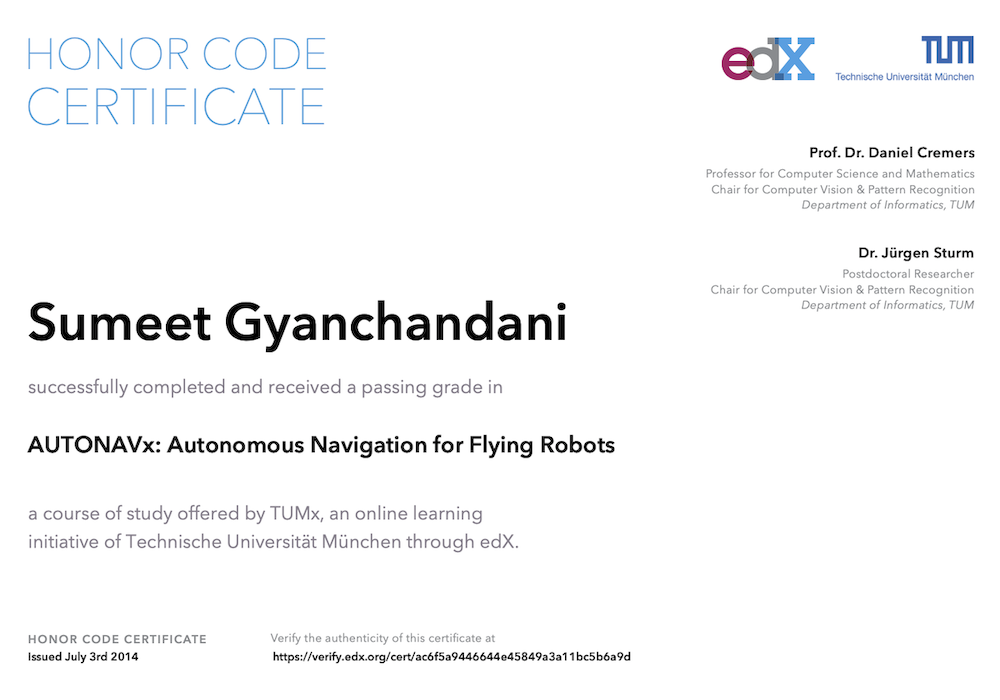 HONOR CODE
CERTIFICATE
edX
TUM
Technische Universität München
Prof. Dr. Daniel Cremers
Professor for Computer Science and Mathematics
Chair for Computer Vision & Pattern Recognition
Department of Informatics, TUM
Dr. Jürgen Sturm
Postdoctoral Researcher
Chair for Computer Vision & Pattern Recognition
Department of Informatics, TUM
Sumeet Gyanchandani
successfully completed and received a passing grade in
AUTONAVx: Autonomous Navigation for Flying Robots
a course of study offered by TUMx, an online learning
initiative of Technische Universität München through edX.
HONOR CODE CERTIFICATE
Issued July 3rd 2014
Verify the authenticity of this certificate at
https://verify.edx.org/cert/ac6f5a9446644e45849a3a11bc5b6a9d